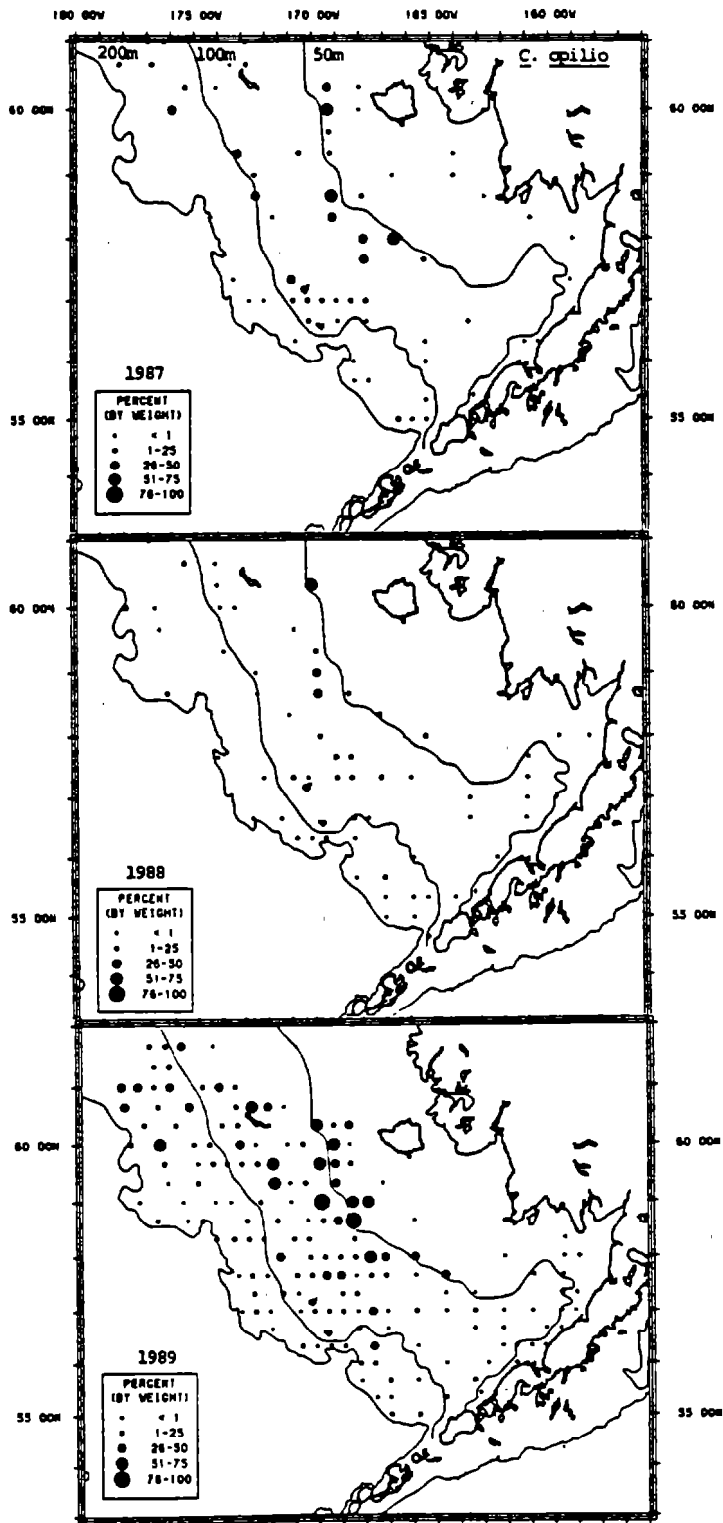 180 00W 175 00W 170 00W 165 00W 160 00W
200m 100m 50m C. opilio
60 00N 60 00N
1987
PERCENT
(BY WEIGHT)
< 1
1-25
26-50
51-75
76-100
55 00N 55 00N
60 00N 60 00N
1988
PERCENT
(BY WEIGHT)
< 1
1-25
26-50
51-75
76-100
55 00N 55 00N
60 00N 60 00N
1989
PERCENT
(BY WEIGHT)
< 1
1-25
26-50
51-75
76-100
55 00N 55 00N